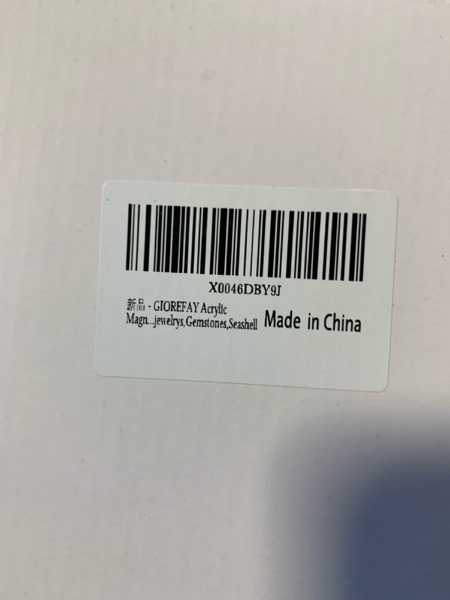 X0046DBY9J
新品 - GIOREFAY Acrylic
Magn...jewelrys,Gemstones,Seashell
Made in China